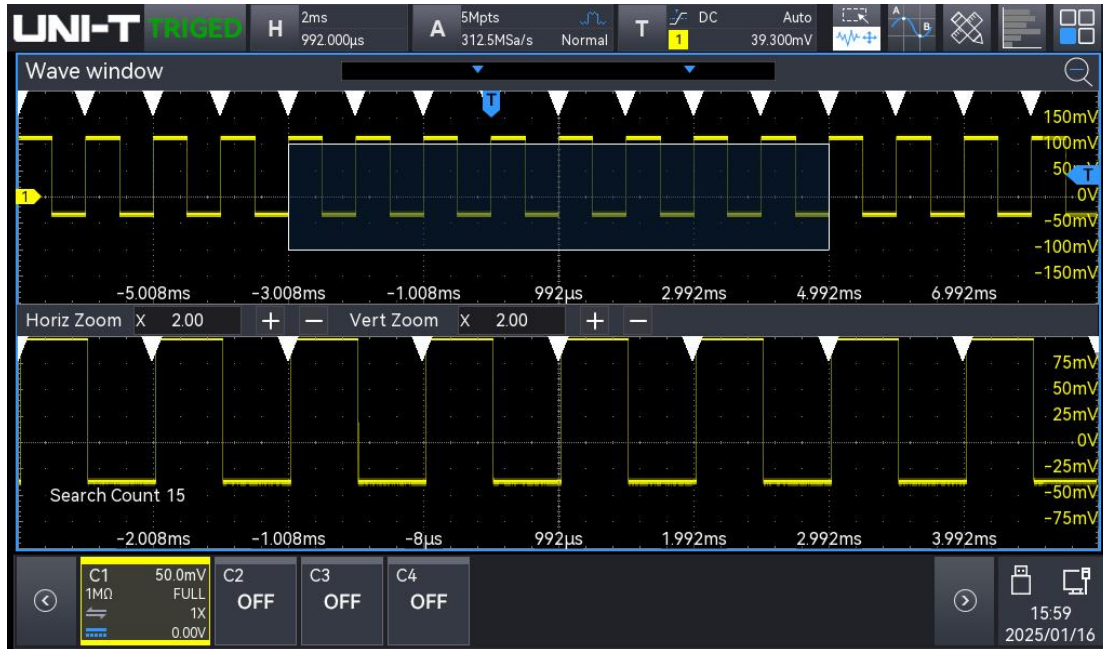 UNI-T TRIGED H 2ms 992.000μs A 5Mpts 312.5MSa/s Normal T DC 1 Auto 39.300mV A B
Wave window
T
150mV
100mV
T
1 0V
-50mV
-100mV
-150mV
-5.008ms -3.008ms -1.008ms 992μs 2.992ms 4.992ms 6.992ms
Horiz Zoom X 2.00 + − Vert Zoom X 2.00 + −
75mV
50mV
25mV
0V
-25mV
Search Count 15 -50mV
-75mV
-2.008ms -1.008ms -8μs 992μs 1.992ms 2.992ms 3.992ms
C1 50.0mV C2 C3 C4
1MΩ FULL OFF OFF OFF
1X 15:59
0.00V 2025/01/16